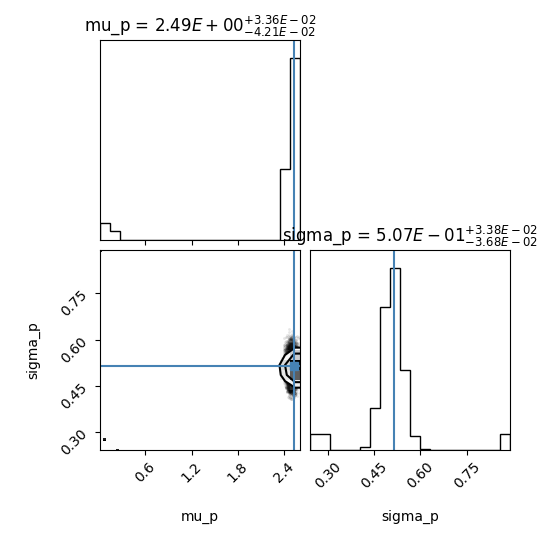 mu_p = 2.49E + 00 +3.36E − 02 −4.21E − 02
sigma_p = 5.07E − 01 +3.38E − 02 −3.68E − 02
sigma_p
0.75
0.60
0.45
0.30
0.6 1.2 1.8 2.4
0.30 0.45 0.60 0.75
mu_p
sigma_p